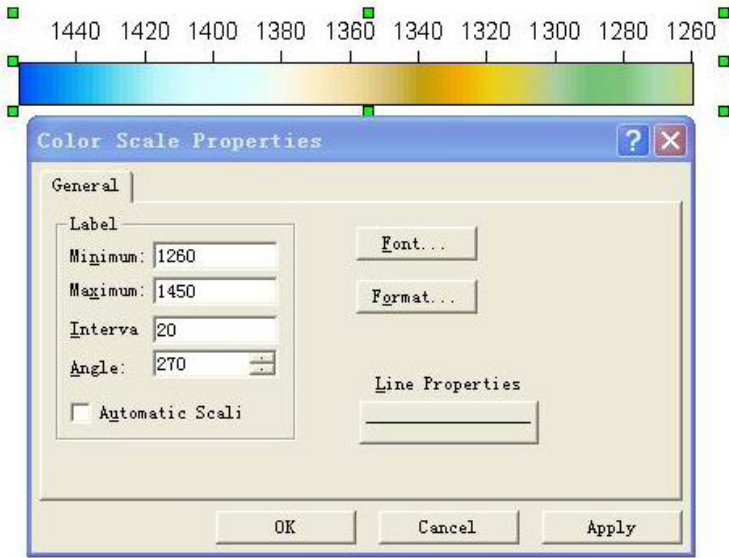 1440 1420 1400 1380 1360 1340 1320 1300 1280 1260
Color Scale Properties
General
Label
Minimum: 1260
Maximum: 1450
Interva 20
Angle: 270
Automatic Scali
Font...
Format...
Line Properties
OK Cancel Apply